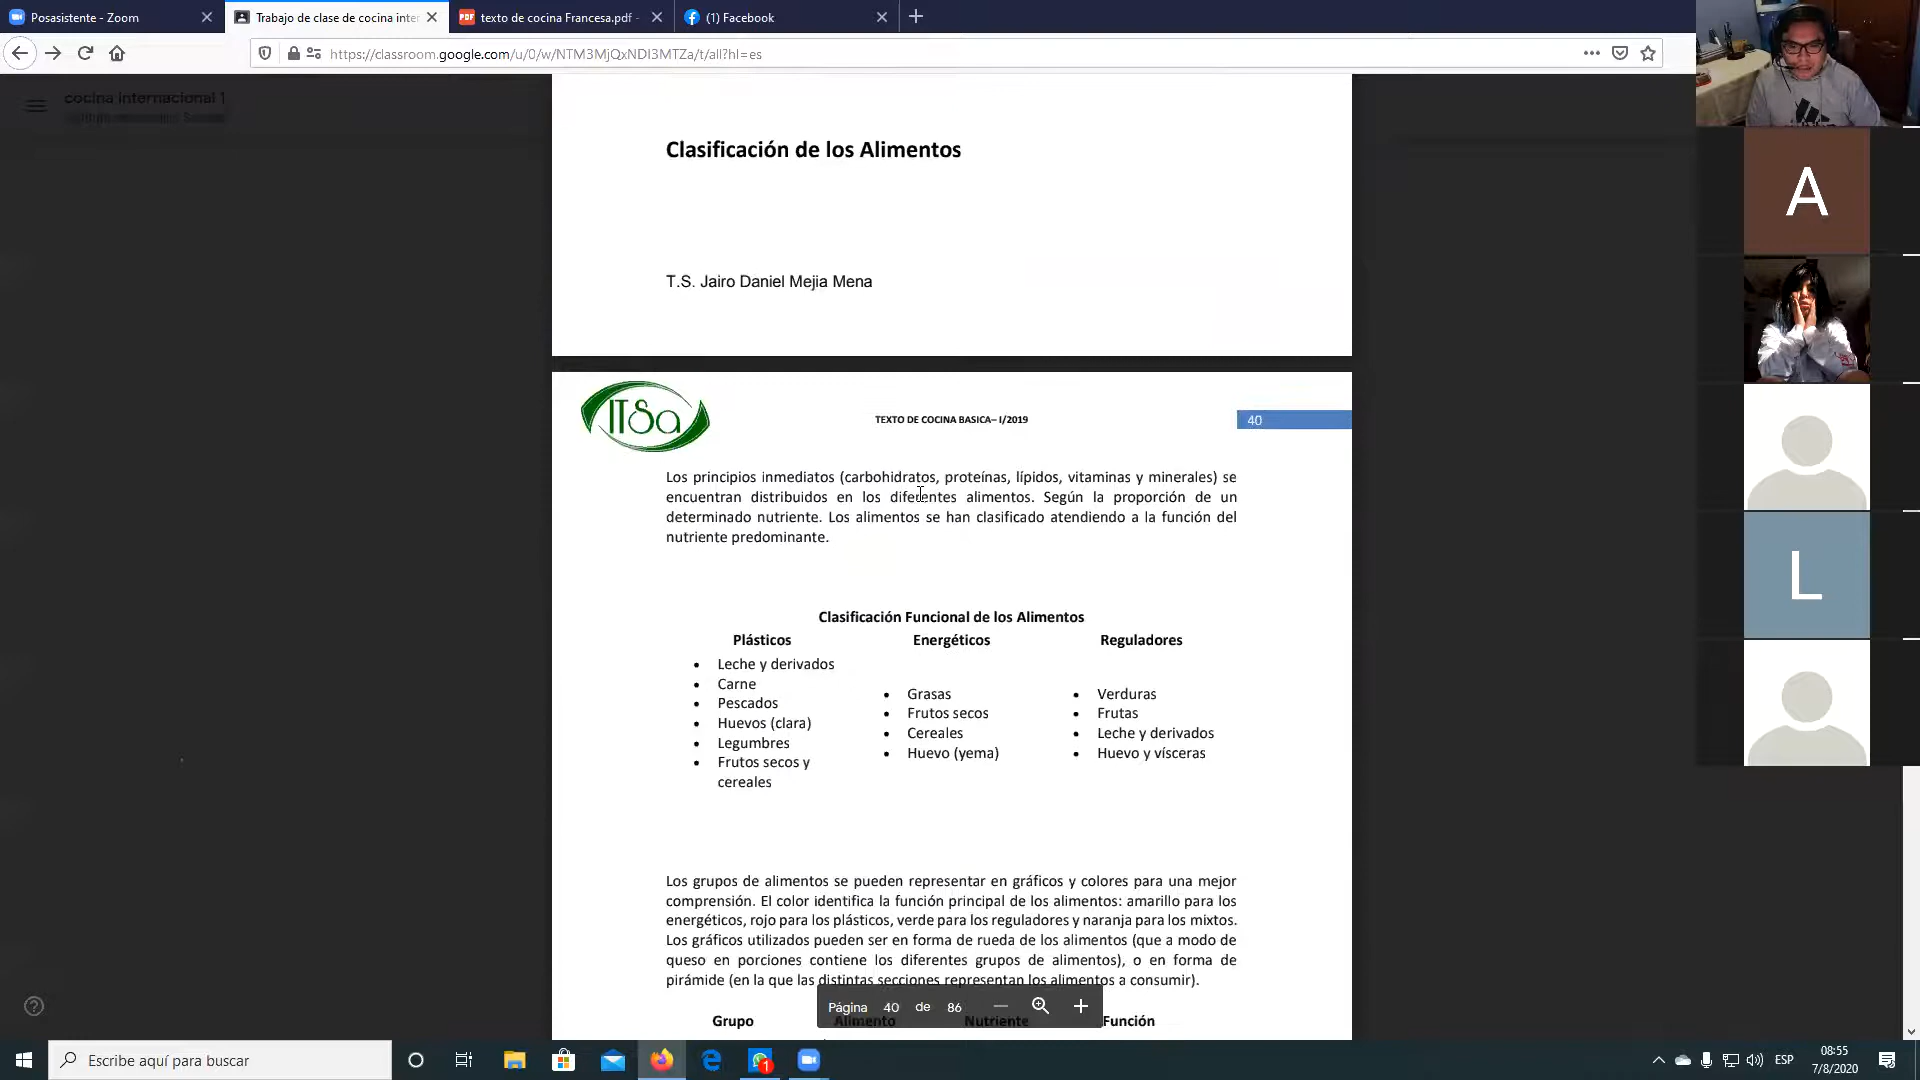 Posasistente - Zoom
Trabajo de clase de cocina inter
texto de cocina Francesa.pdf -
(1) Facebook
https://classroom.google.com/u/0/w/NTM3MjQxNDI3MTZa/t/all?hl=es
cocina internacional 1
Clasificación de los Alimentos
T.S. Jairo Daniel Mejia Mena
ITSa
TEXTO DE COCINA BASICA– I/2019
40
Los principios inmediatos (carbohidratos, proteínas, lípidos, vitaminas y minerales) se
encuentran distribuidos en los diferentes alimentos. Según la proporción de un
determinado nutriente. Los alimentos se han clasificado atendiendo a la función del
nutriente predominante.
Clasificación Funcional de los Alimentos
Plásticos
• Leche y derivados
• Carne
• Pescados
• Huevos (clara)
• Legumbres
• Frutos secos y
cereales
Energéticos
• Grasas
• Frutos secos
• Cereales
• Huevo (yema)
Reguladores
• Verduras
• Frutas
• Leche y derivados
• Huevo y vísceras
Los grupos de alimentos se pueden representar en gráficos y colores para una mejor
comprensión. El color identifica la función principal de los alimentos: amarillo para los
energéticos, rojo para los plásticos, verde para los reguladores y naranja para los mixtos.
Los gráficos utilizados pueden ser en forma de rueda de los alimentos (que a modo de
queso en porciones contiene los diferentes grupos de alimentos), o en forma de
pirámide (en la que las distintas secciones representan los alimentos a consumir).
Página 40 de 86
Grupo Alimento Nutriente Función
A
L
Escribe aquí para buscar
1
ESP
08:55
7/8/2020